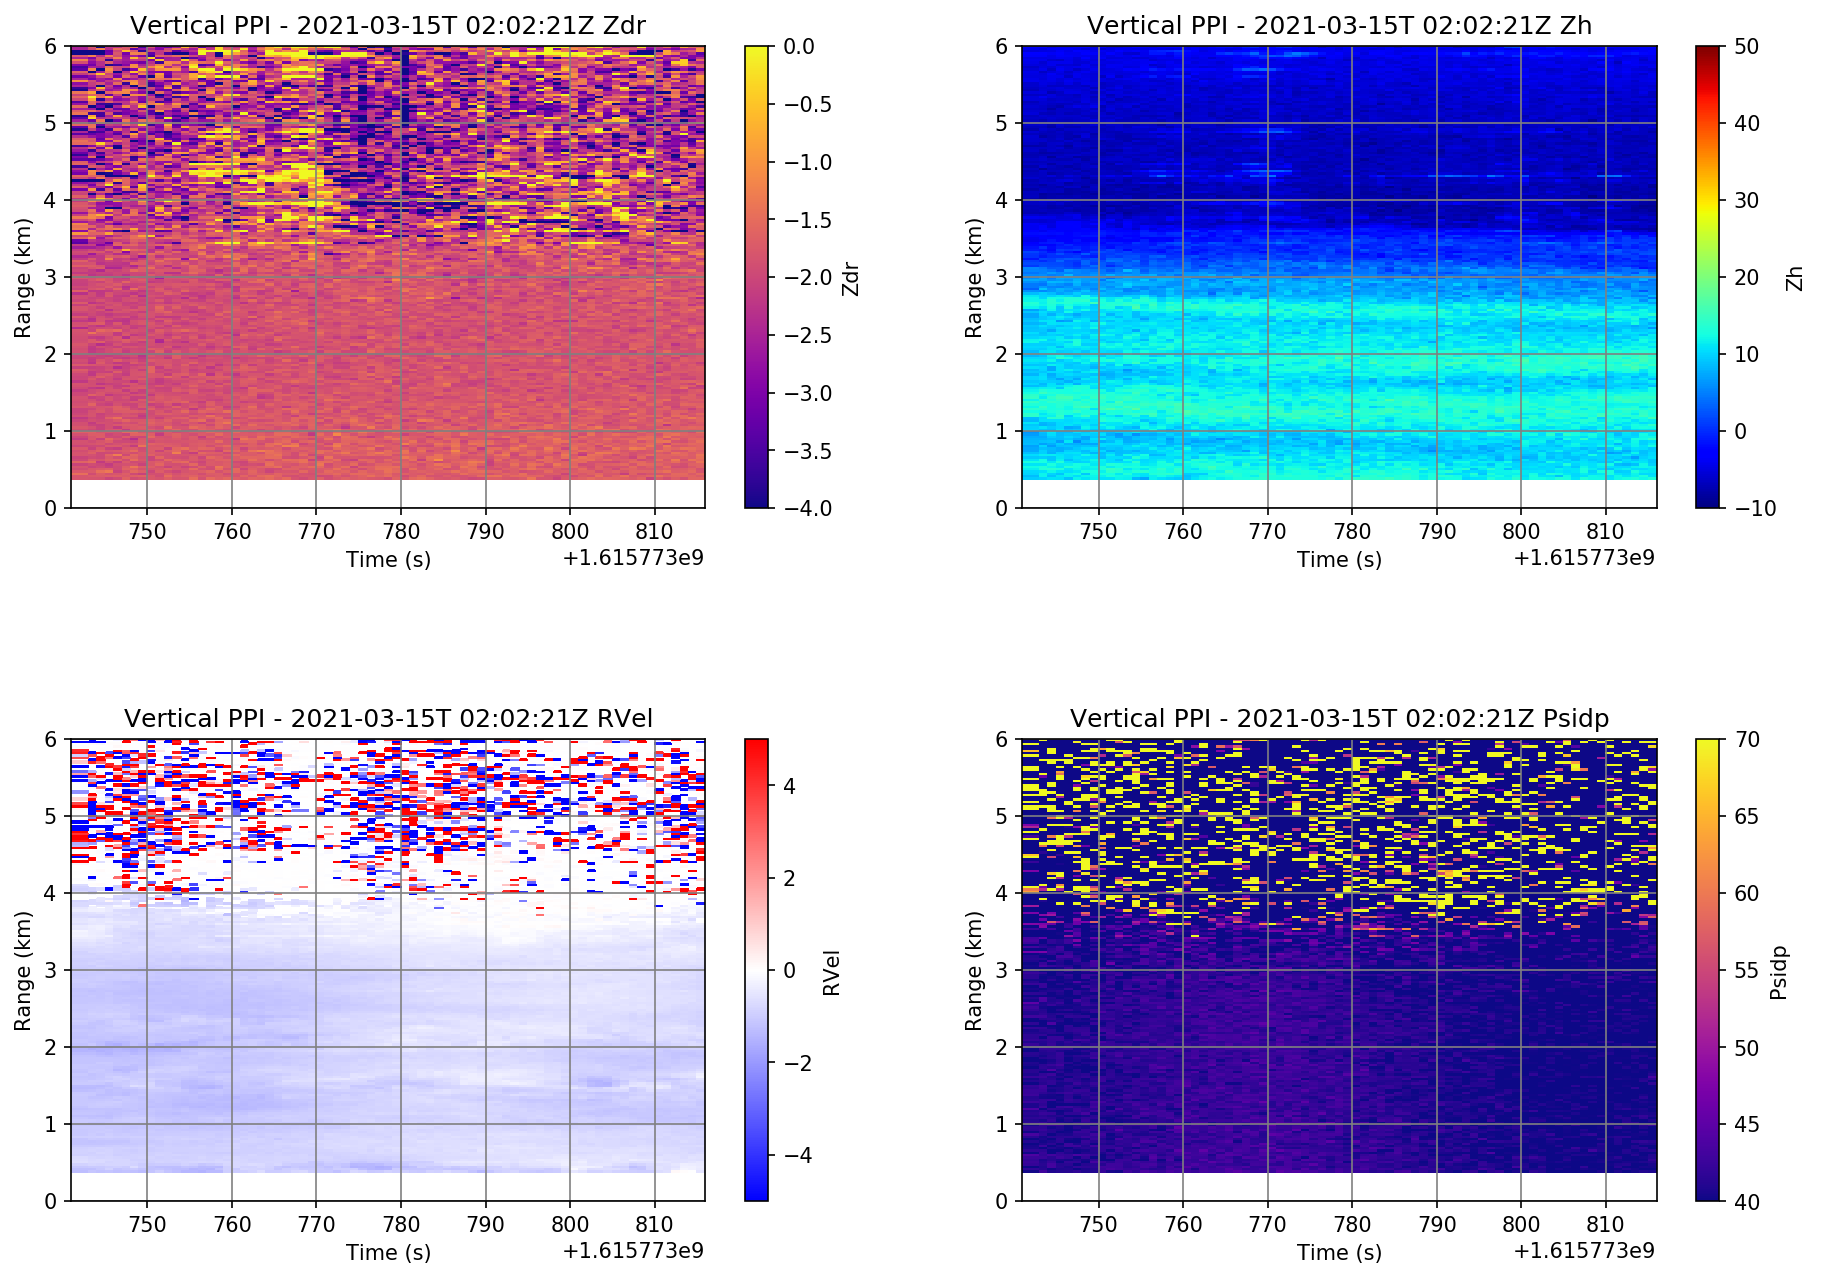 Vertical PPI - 2021-03-15T 02:02:21Z Zdr
6
5
4
3
2
1
0
Range (km)
750 760 770 780 790 800 810
Time (s)
+1.615773e9
0.0
−0.5
−1.0
−1.5
−2.0
−2.5
−3.0
−3.5
−4.0
Zdr
Vertical PPI - 2021-03-15T 02:02:21Z Zh
6
5
4
3
2
1
0
Range (km)
750 760 770 780 790 800 810
Time (s)
+1.615773e9
50
40
30
20
10
0
−10
Zh
Vertical PPI - 2021-03-15T 02:02:21Z RVel
6
5
4
3
2
1
0
Range (km)
750 760 770 780 790 800 810
Time (s)
+1.615773e9
4
2
0
−2
−4
RVel
Vertical PPI - 2021-03-15T 02:02:21Z Psidp
6
5
4
3
2
1
0
Range (km)
750 760 770 780 790 800 810
Time (s)
+1.615773e9
70
65
60
55
50
45
40
Psidp